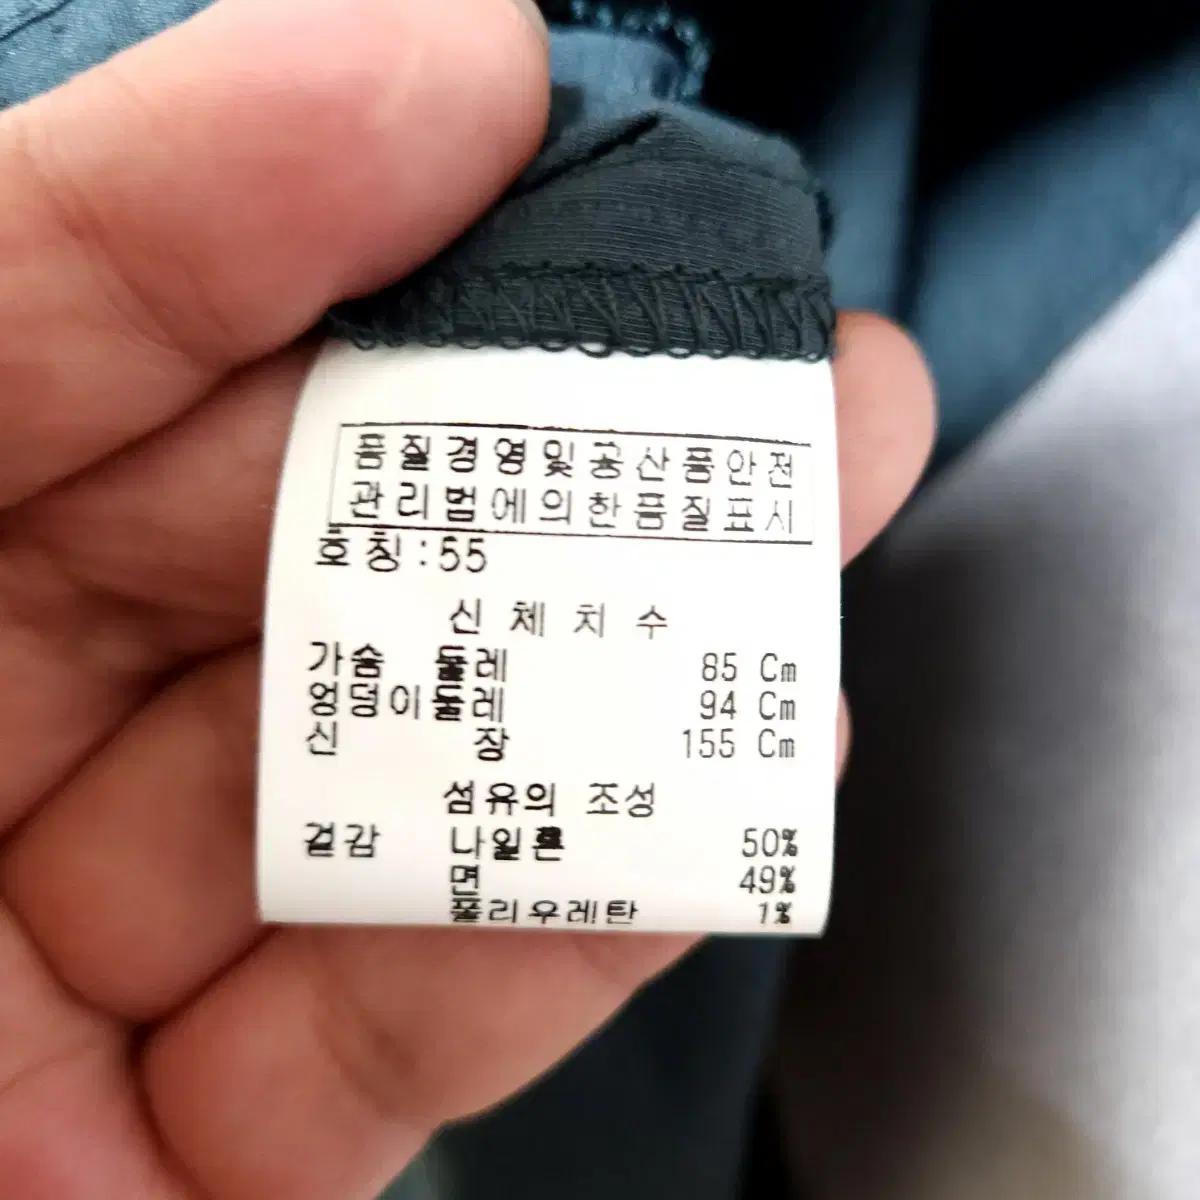 품질경영및공산품안전
관리법에의한품질표시
호칭:55
신체치수
가슴 둘레 85 Cm
엉덩이둘레 94 Cm
신 장 155 Cm
섬유의 조성
겉감 나일론 50%
면 49%
폴리우레탄 1%